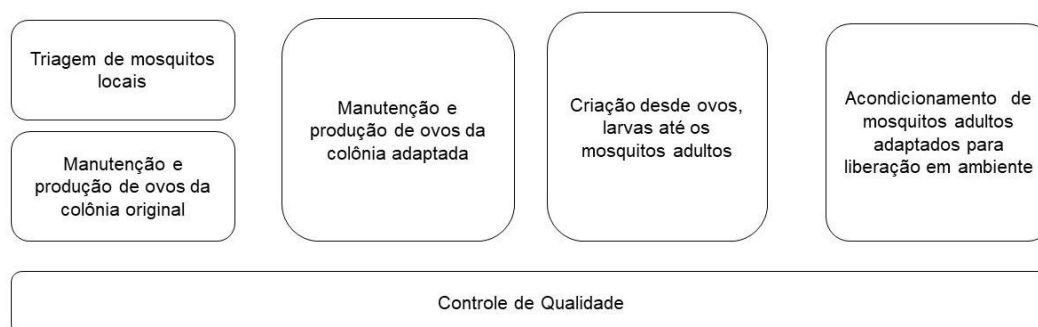 Triagem de mosquitos
locais
Manutenção e
produção de ovos da
colônia original
Manutenção e
produção de ovos da
colônia adaptada
Criação desde ovos,
larvas até os
mosquitos adultos
Acondicionamento de
mosquitos adultos
adaptados para
liberação em ambiente
Controle de Qualidade